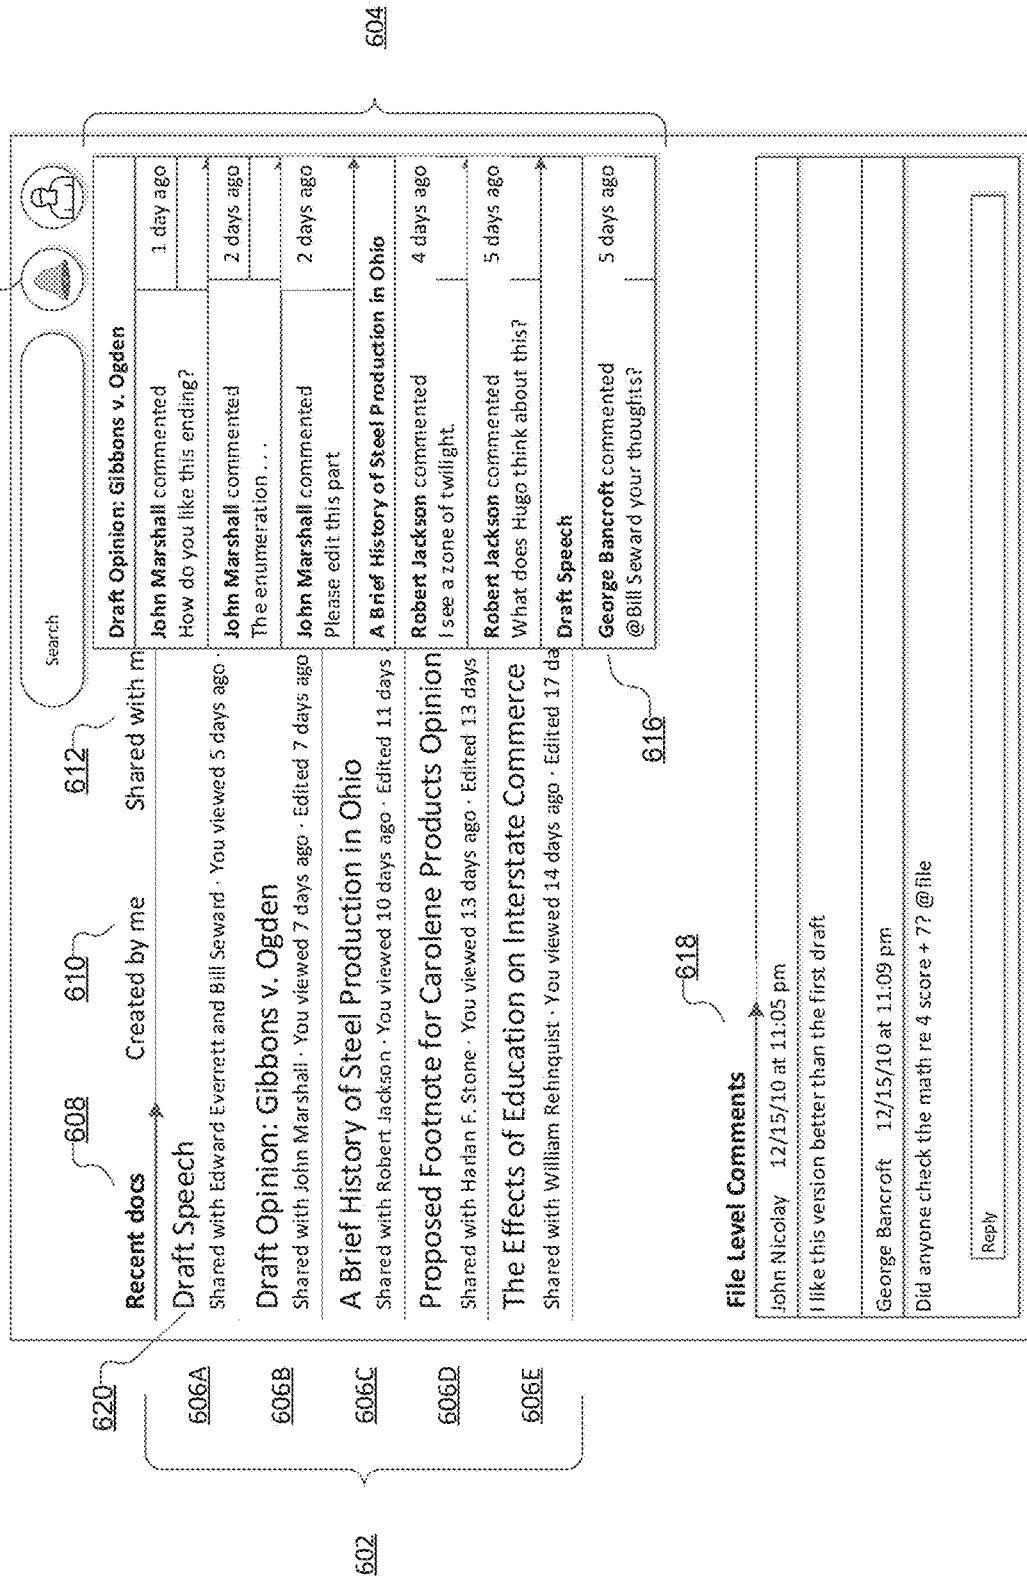 Search
608
610
612
Recent docs
Created by me
Shared with m
620
602
606A
Draft Speech
Shared with Edward Everett and Bill Seward · You viewed 5 days ago ·
606B
Draft Opinion: Gibbons v. Ogden
Shared with John Marshall · You viewed 7 days ago · Edited 7 days ago
606C
A Brief History of Steel Production in Ohio
Shared with Robert Jackson · You viewed 10 days ago · Edited 11 days
606D
Proposed Footnote for Carolene Products Opinion
Shared with Harlan F. Stone · You viewed 13 days ago · Edited 13 days
606E
The Effects of Education on Interstate Commerce
Shared with William Rehnquist · You viewed 14 days ago · Edited 17 da
604
Draft Opinion: Gibbons v. Ogden
John Marshall commented 1 day ago
How do you like this ending?
John Marshall commented 2 days ago
The enumeration . . .
John Marshall commented 2 days ago
Please edit this part
A Brief History of Steel Production in Ohio
Robert Jackson commented 4 days ago
I see a zone of twilight.
Robert Jackson commented 5 days ago
What does Hugo think about this?
Draft Speech
George Bancroft commented 5 days ago
@Bill Seward your thoughts?
616
618
File Level Comments
John Nicolay 12/15/10 at 11:05 pm
I like this version better than the first draft
George Bancroft 12/15/10 at 11:09 pm
Did anyone check the math re 4 score + 7? @file
Reply